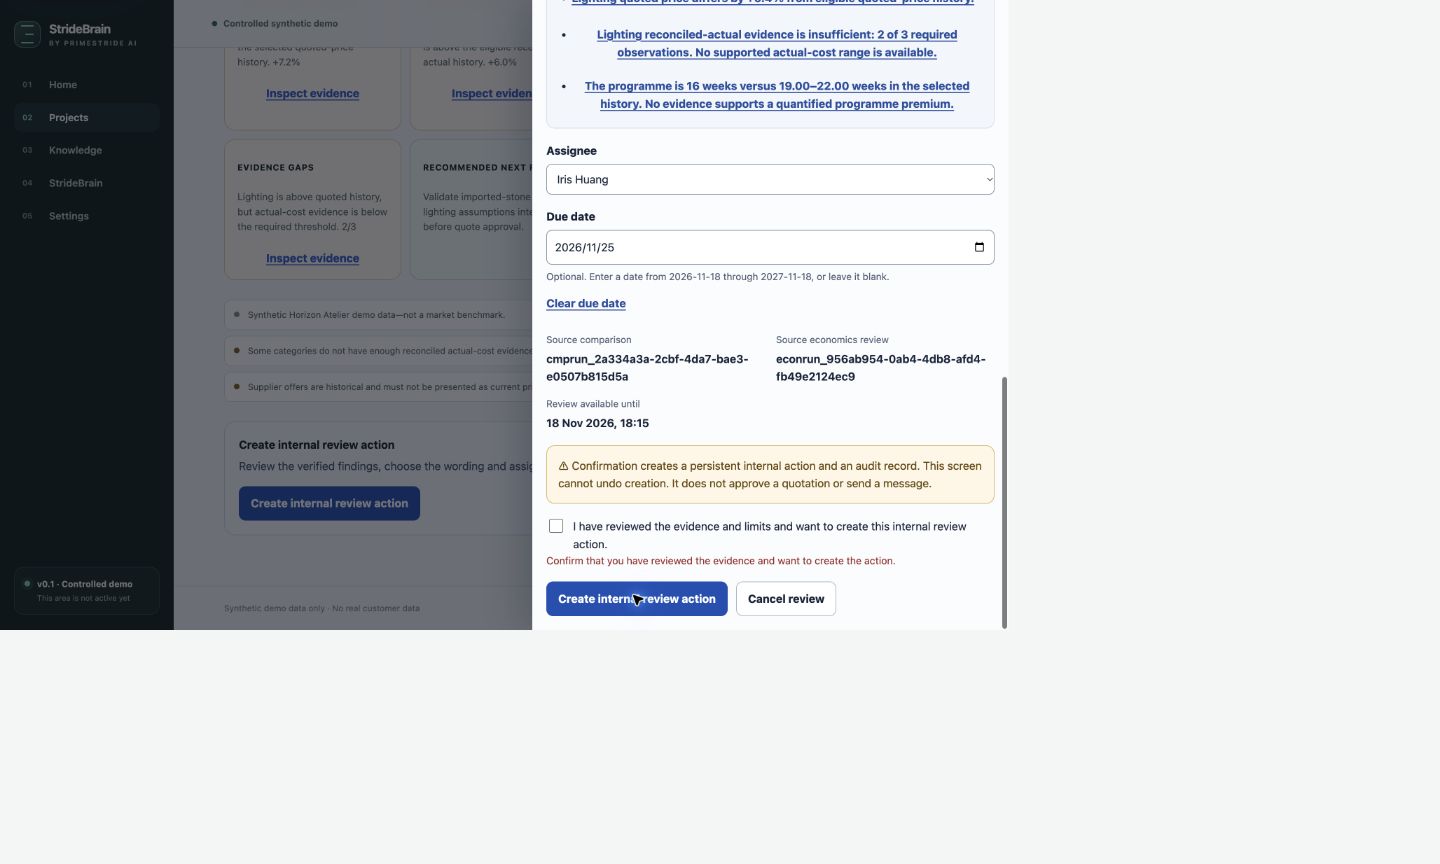 StrideBrain
BY PRIMESTRIDE AI
01 Home
02 Projects
03 Knowledge
04 StrideBrain
05 Settings
v0.1 · Controlled demo
This area is not active yet
Controlled synthetic demo
the selected quoted-price
history. +7.2%
Inspect evidence
is above the eligible
actual history. +6.0%
Inspect
EVIDENCE GAPS
Lighting is above quoted history,
but actual-cost evidence is below
the required threshold. 2/3
Inspect evidence
RECOMMENDED NEXT
Validate imported-stone
lighting assumptions
before quote approval.
Synthetic Horizon Atelier demo data—not a market benchmark.
Some categories do not have enough reconciled actual-cost evidence
Supplier offers are historical and must not be presented as current
Create internal review action
Review the verified findings, choose the wording and
Create internal review action
Synthetic demo data only · No real customer data
Lighting quoted price differs by from eligible quoted-price history.
• Lighting reconciled-actual evidence is insufficient: 2 of 3 required
observations. No supported actual-cost range is available.
• The programme is 16 weeks versus 19.00–22.00 weeks in the selected
history. No evidence supports a quantified programme premium.
Assignee
Iris Huang
Due date
2026/11/25
Optional. Enter a date from 2026-11-18 through 2027-11-18, or leave it blank.
Clear due date
Source comparison
cmprun_2a334a3a-2cbf-4da7-bae3-
e0507b815d5a
Source economics review
econrun_956ab954-0ab4-4db8-afd4-
fb49e2124ec9
Review available until
18 Nov 2026, 18:15
⚠ Confirmation creates a persistent internal action and an audit record. This screen
cannot undo creation. It does not approve a quotation or send a message.
I have reviewed the evidence and limits and want to create this internal review
action.
Confirm that you have reviewed the evidence and want to create the action.
Create internal review action
Cancel review